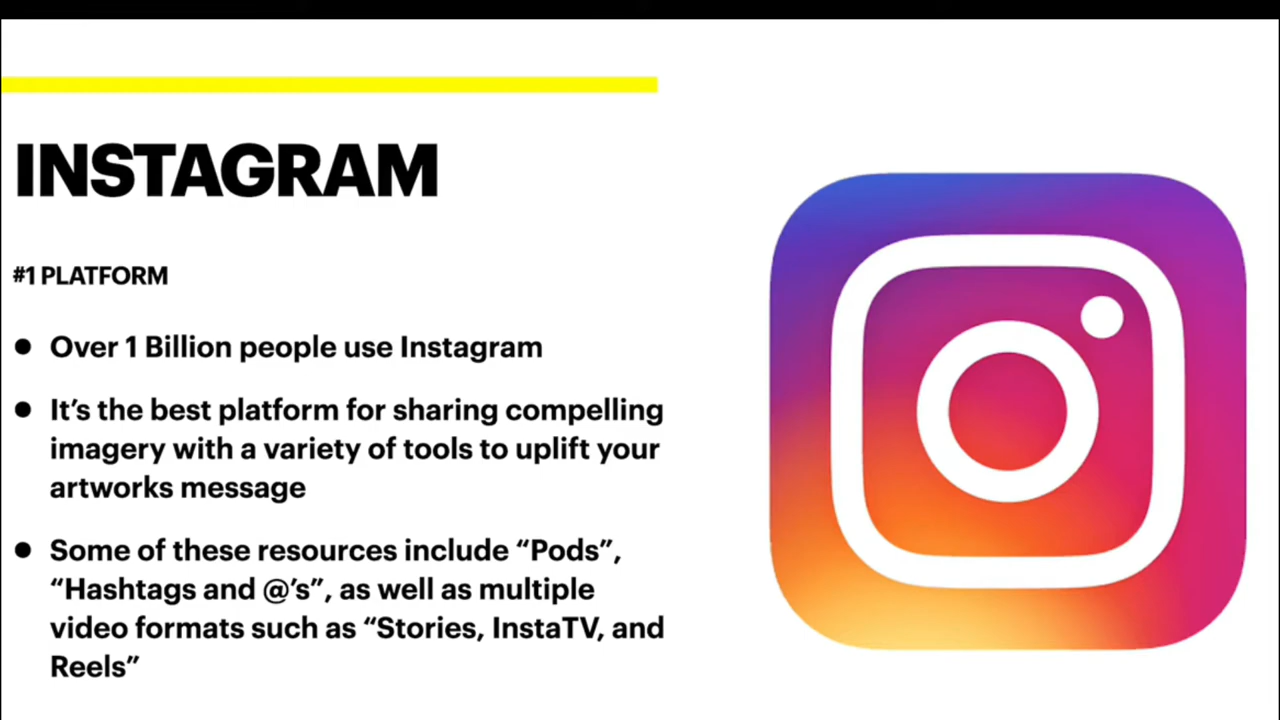 INSTAGRAM
#1 PLATFORM
● Over 1 Billion people use Instagram
● It’s the best platform for sharing compelling
imagery with a variety of tools to uplift your
artworks message
● Some of these resources include “Pods”,
“Hashtags and @’s”, as well as multiple
video formats such as “Stories, InstaTV, and
Reels”